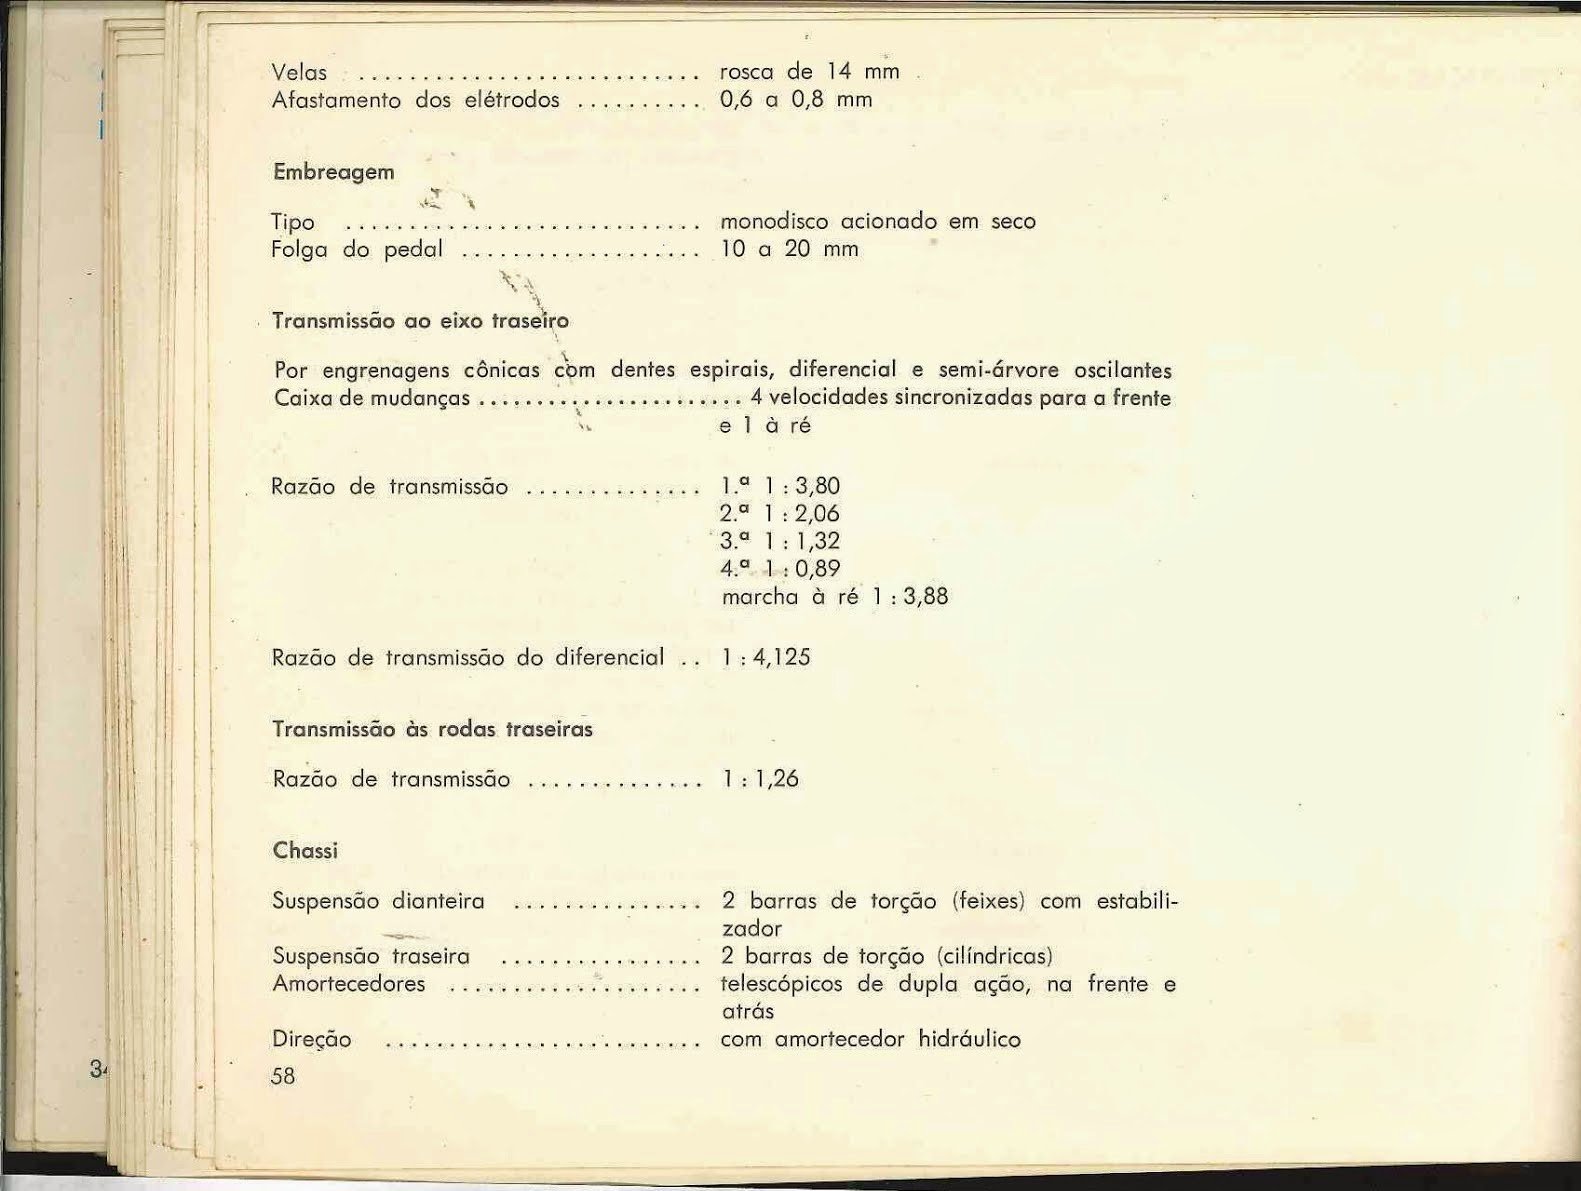 Velas ........................... rosca de 14 mm
Afastamento dos elétrodos .......... 0,6 a 0,8 mm
Embreagem
Tipo ............................ monodisco acionado em seco
Folga do pedal ................... 10 a 20 mm
Transmissão ao eixo traseiro
Por engrenagens cônicas com dentes espirais, diferencial e semi-árvore oscilantes
Caixa de mudanças ...................... 4 velocidades sincronizadas para a frente
e 1 à ré
Razão de transmissão .............. 1.ª 1 : 3,80
2.ª 1 : 2,06
3.ª 1 : 1,32
4.ª 1 : 0,89
marcha à ré 1 : 3,88
Razão de transmissão do diferencial .. 1 : 4,125
Transmissão às rodas traseiras
Razão de transmissão .............. 1 : 1,26
Chassi
Suspensão dianteira ............... 2 barras de torção (feixes) com estabili-
zador
Suspensão traseira ................ 2 barras de torção (cilíndricas)
Amortecedores .................... telescópicos de dupla ação, na frente e
atrás
Direção ......................... com amortecedor hidráulico
58